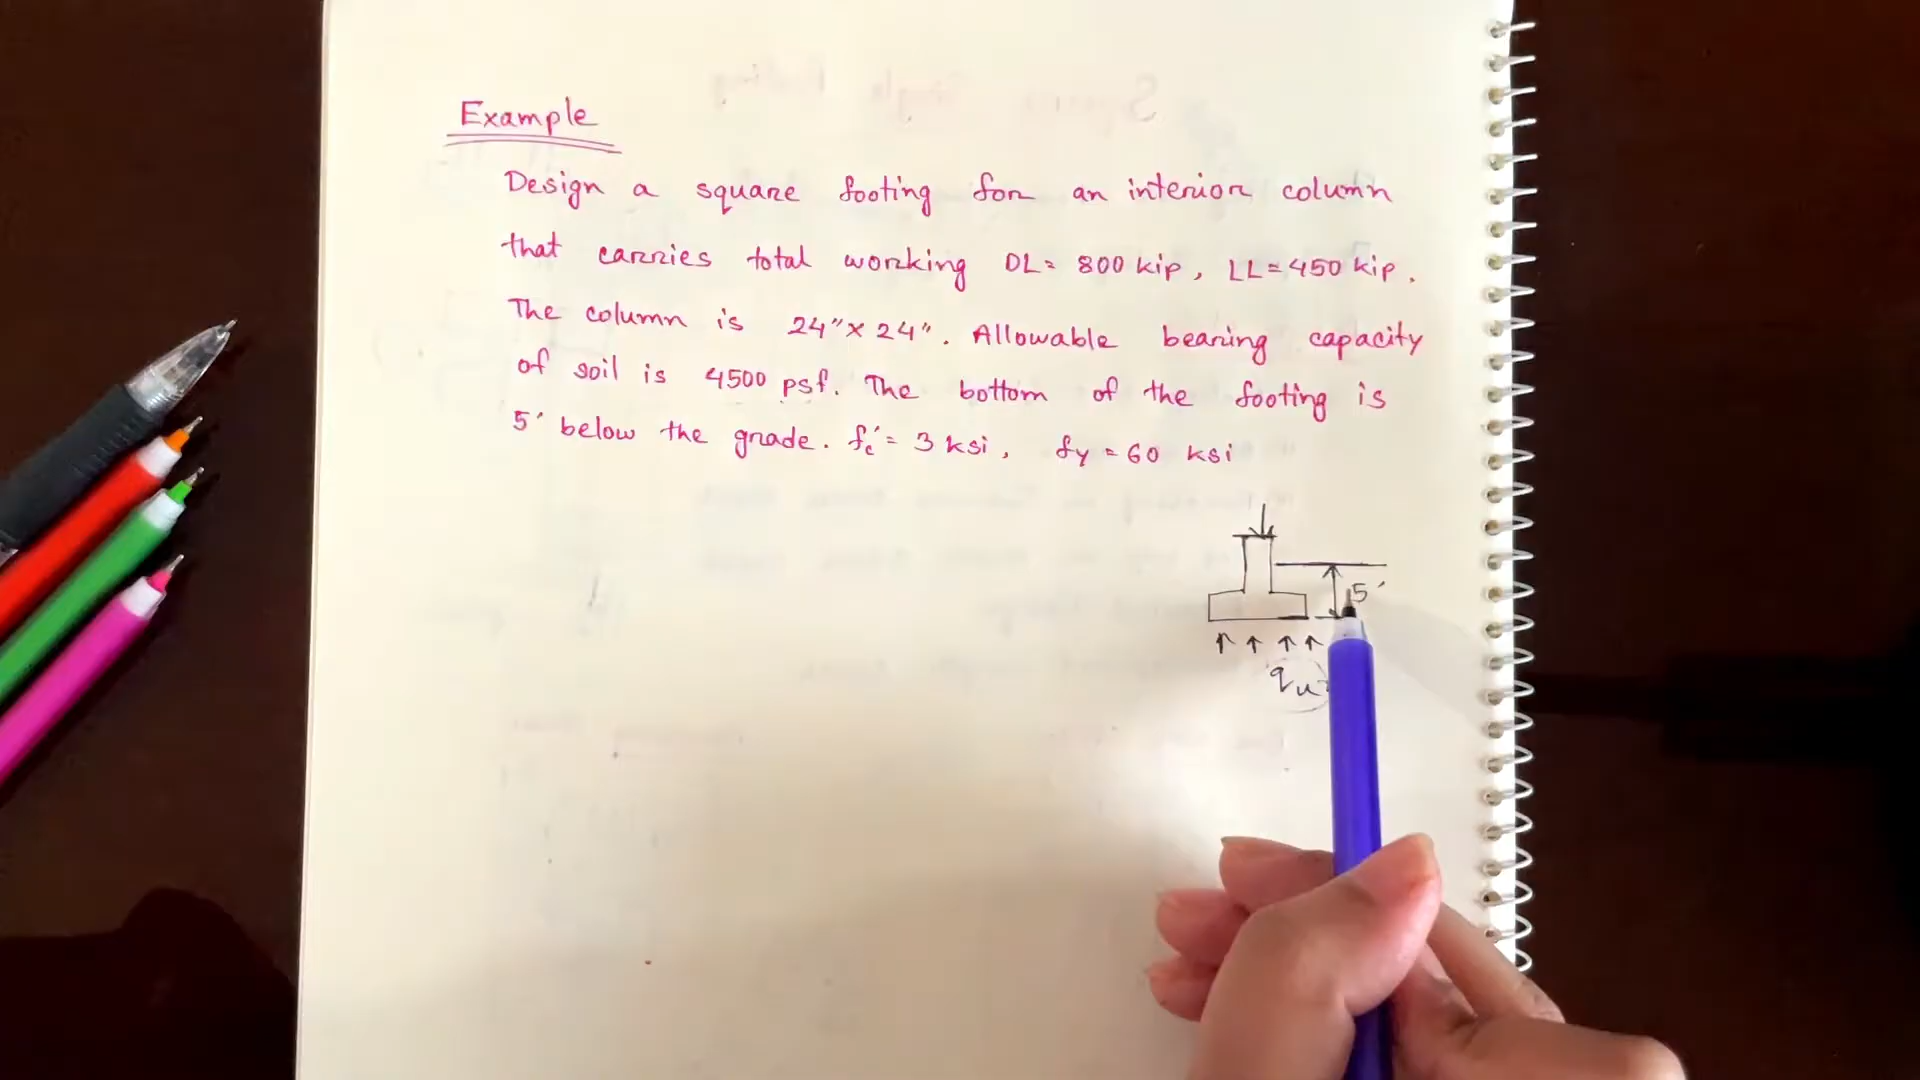 Example
Design a square footing for an interior column
that carries total working DL = 800 kip, LL = 450 kip.
The column is 24" x 24". Allowable bearing capacity
of soil is 4500 psf. The bottom of the footing is
5' below the grade. fc' = 3 ksi, fy = 60 ksi
5'
qu =